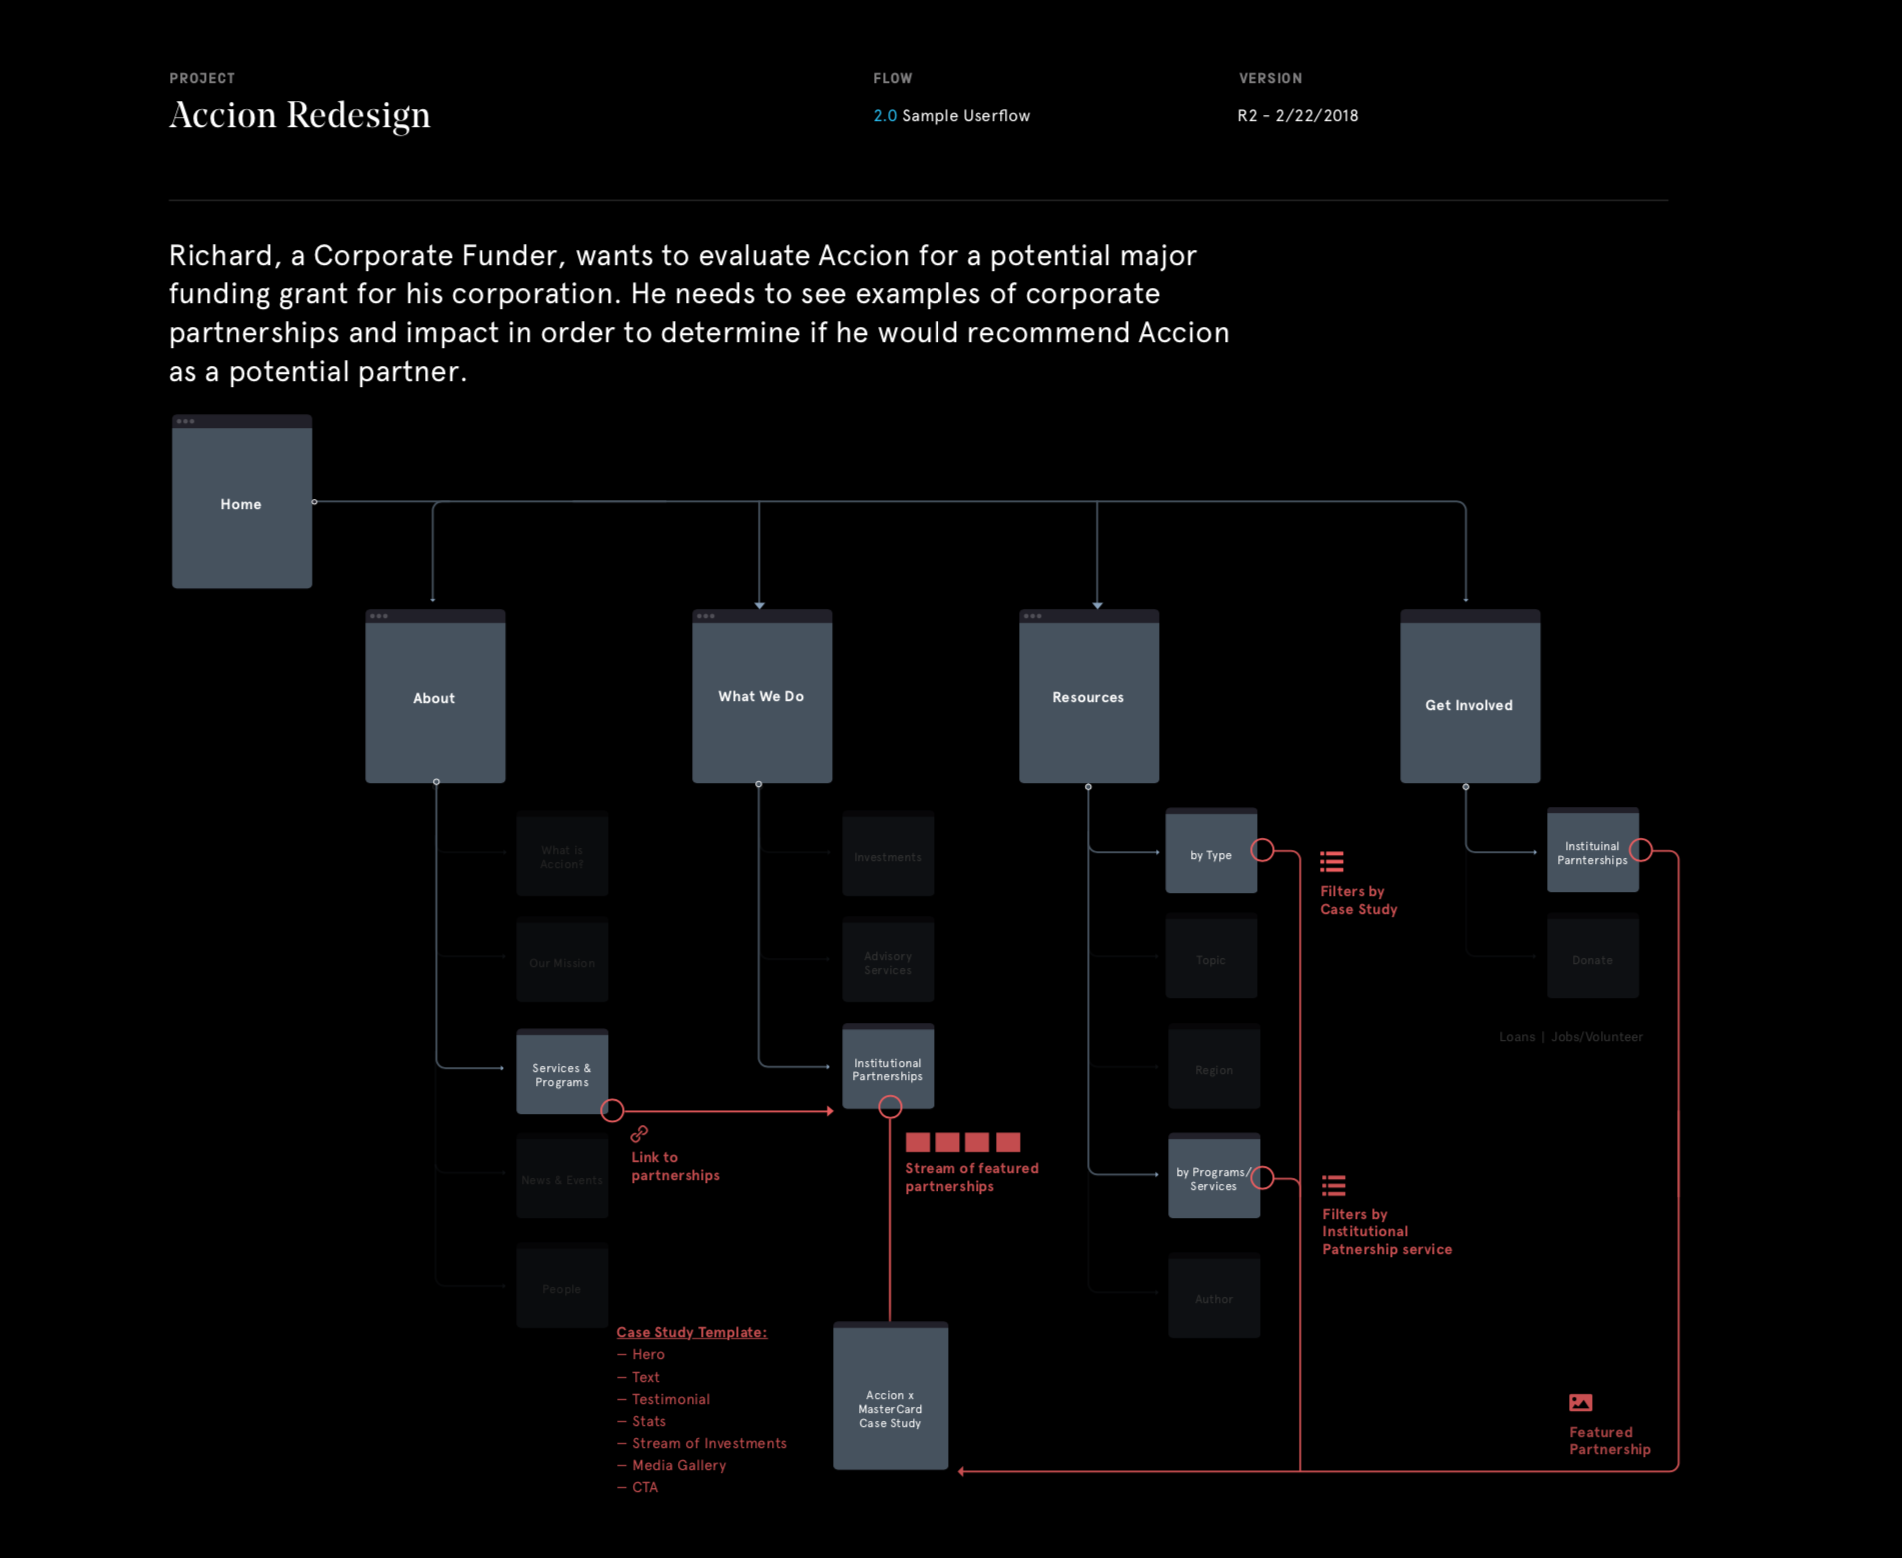 PROJECT
Accion Redesign
FLOW
2.0 Sample Userflow
VERSION
R2 - 2/22/2018
Richard, a Corporate Funder, wants to evaluate Accion for a potential major
funding grant for his corporation. He needs to see examples of corporate
partnerships and impact in order to determine if he would recommend Accion
as a potential partner.
Home
About
What We Do
Resources
Get Involved
What is
Accion?
Our Mission
Services &
Programs
Link to
partnerships
News & Events
People
Investments
Advisory
Services
Institutional
Partnerships
Stream of featured
partnerships
by Type
Filters by
Case Study
Topic
Region
by Programs/
Services
Filters by
Institutional
Patnership service
Author
Instituinal
Parnterships
Donate
Loans | Jobs/Volunteer
Case Study Template:
— Hero
— Text
— Testimonial
— Stats
— Stream of Investments
— Media Gallery
— CTA
Accion x
MasterCard
Case Study
Featured
Partnership